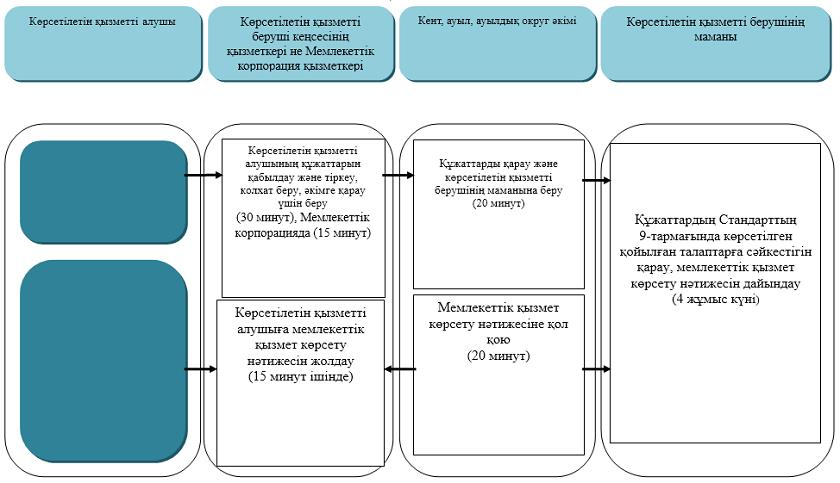 Көрсетілетін қызметті алушы
Көрсетілетін қызметті
беруші кеңсесінің
қызметкері не Мемлекеттік
корпорация қызметкері
Кент, ауыл, ауылдық округ әкімі
Көрсетілетін қызметті берушінің
маманы
Көрсетілетін қызметті
алушының құжаттарын
қабылдау және тіркеу,
колхат беру, әкімге қарау
үшін беру
(30 минут), Мемлекеттік
корпорацияда (15 минут)
Құжаттарды қарау және
көрсетілетін қызметті
берушінің маманына беру
(20 минут)
Құжаттардың Стандарттың
9-тармағында көрсетілген
қойылған талаптарға сәйкестігін
қарау, мемлекеттік қызмет
көрсету нәтижесін дайындау
(4 жұмыс күні)
Көрсетілетін қызметті
алушыға мемлекеттік
қызмет көрсету
нәтижесін жолдау
(15 минут ішінде)
Мемлекеттік қызмет
көрсету нәтижесіне қол
қою
(20 минут)